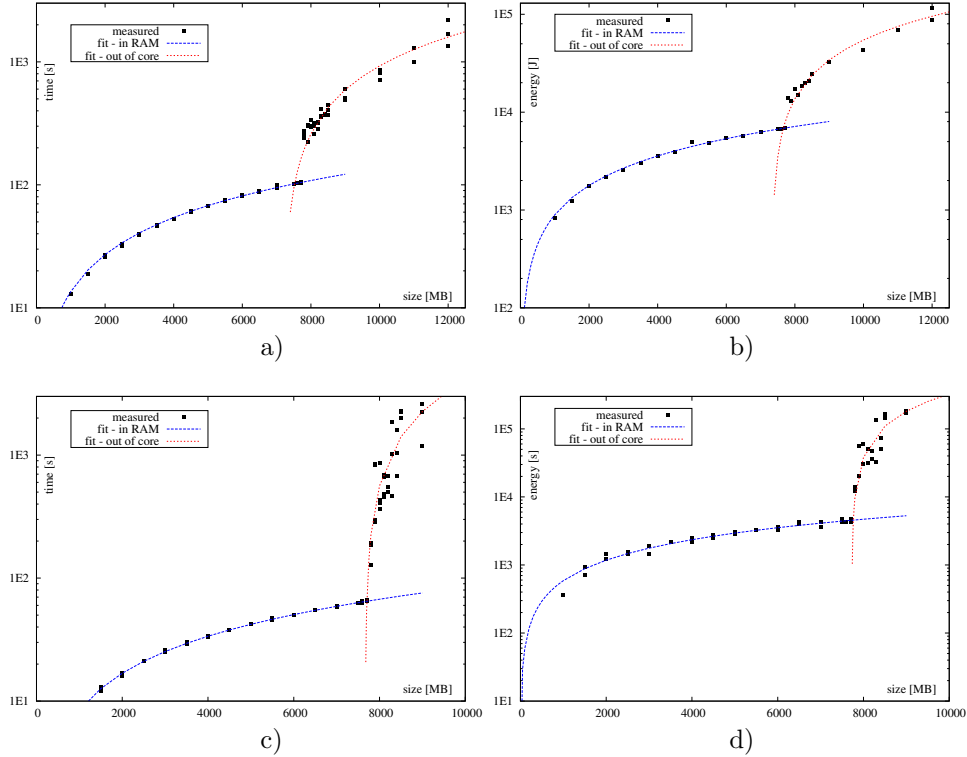 1E3
1E2
1E1
time [s]
measured
fit - in RAM
fit - out of core
size [MB]
0 2000 4000 6000 8000 10000 12000
a)
1E5
1E4
1E3
1E2
energy [J]
measured
fit - in RAM
fit - out of core
size [MB]
0 2000 4000 6000 8000 10000 12000
b)
1E3
1E2
1E1
time [s]
measured
fit - in RAM
fit - out of core
size [MB]
0 2000 4000 6000 8000 10000
c)
1E5
1E4
1E3
1E2
1E1
energy [s]
measured
fit - in RAM
fit - out of core
size [MB]
0 2000 4000 6000 8000 10000
d)